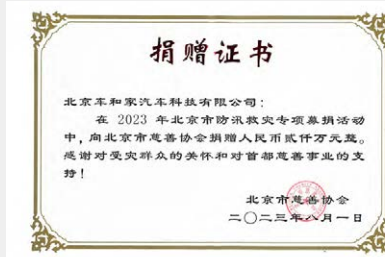 捐赠证书
北京车和家汽车科技有限公司：
在 2023 年北京市防汛救灾专项募捐活动
中，向北京市慈善协会捐赠人民币贰仟万元整。
感谢对受灾群众的关怀和对首都慈善事业的支
持！
北京市慈善协会
二〇二三年八月一日